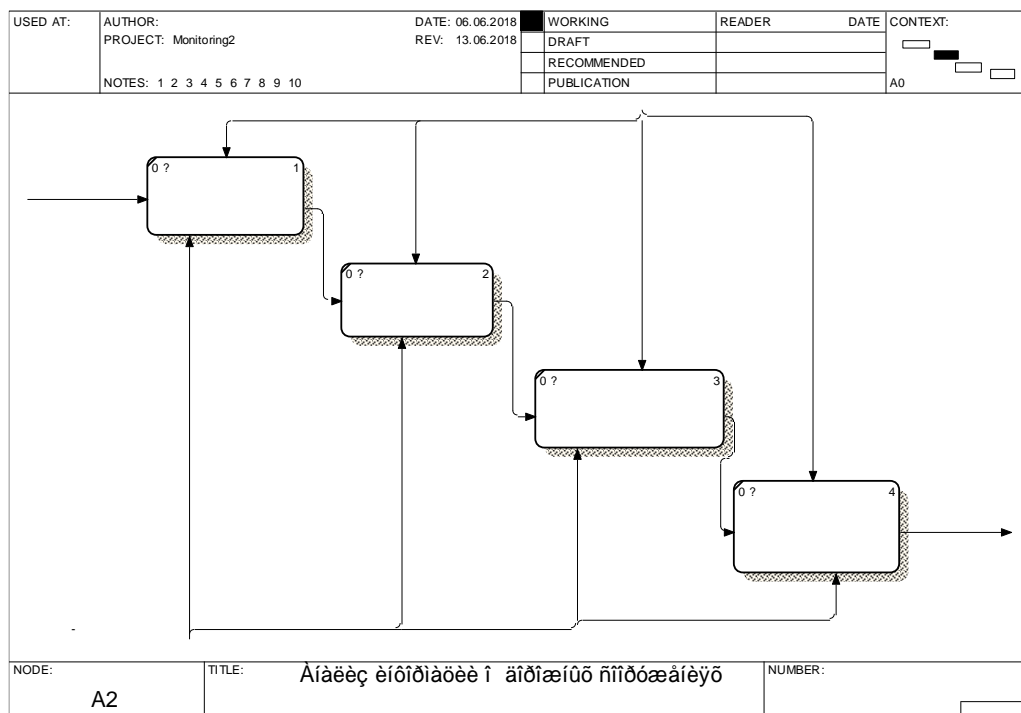 USED AT:
AUTHOR:
DATE: 06.06.2018
PROJECT: Monitoring2
REV: 13.06.2018
NOTES: 1 2 3 4 5 6 7 8 9 10
WORKING
DRAFT
RECOMMENDED
PUBLICATION
READER
DATE
CONTEXT:
A0
0 ?
1
0 ?
2
0 ?
3
0 ?
4
-
NODE:
A2
TITLE:
Àíàëèç èíôîðìàöèè î äîðîæíûõ ñîîðóæåíèÿõ
NUMBER: